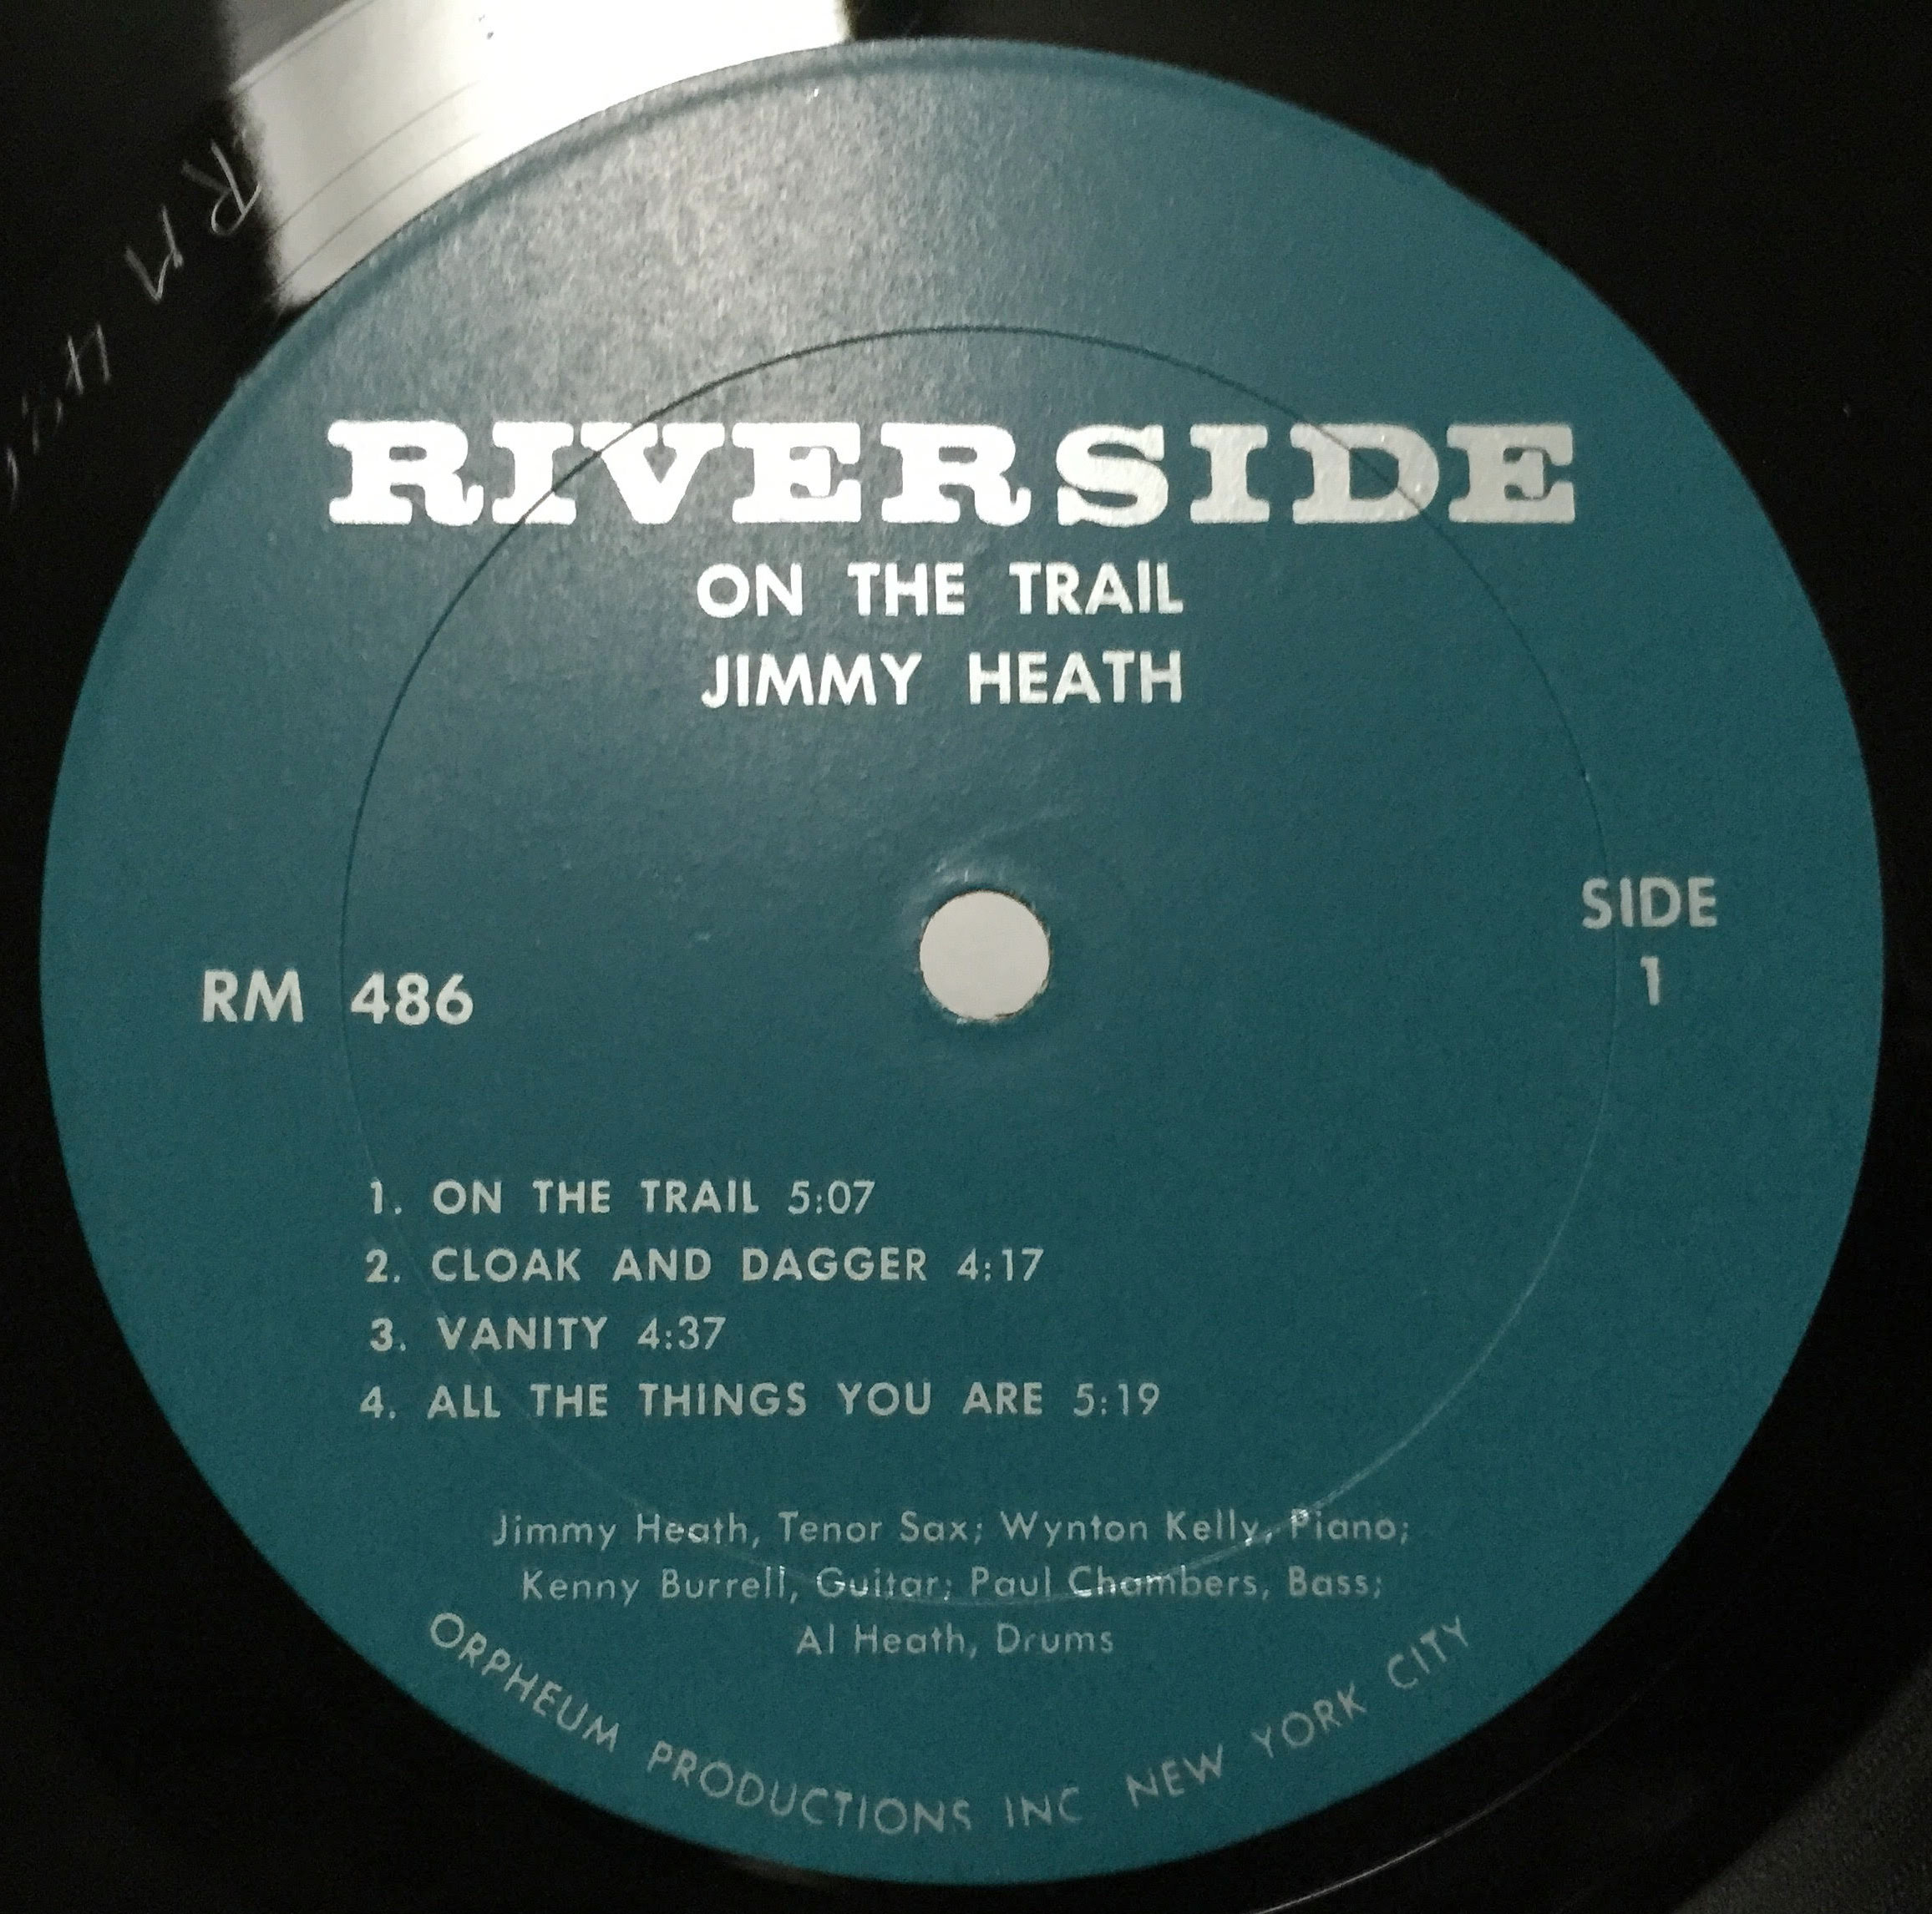 RIVERSIDE
ON THE TRAIL
JIMMY HEATH
SIDE
1
RM 486
1. ON THE TRAIL 5:07
2. CLOAK AND DAGGER 4:17
3. VANITY 4:37
4. ALL THE THINGS YOU ARE 5:19
Jimmy Heath, Tenor Sax; Wynton Kelly, Piano;
Kenny Burrell, Guitar; Paul Chambers, Bass;
Al Heath, Drums
ORPHEUM PRODUCTIONS INC NEW YORK CITY